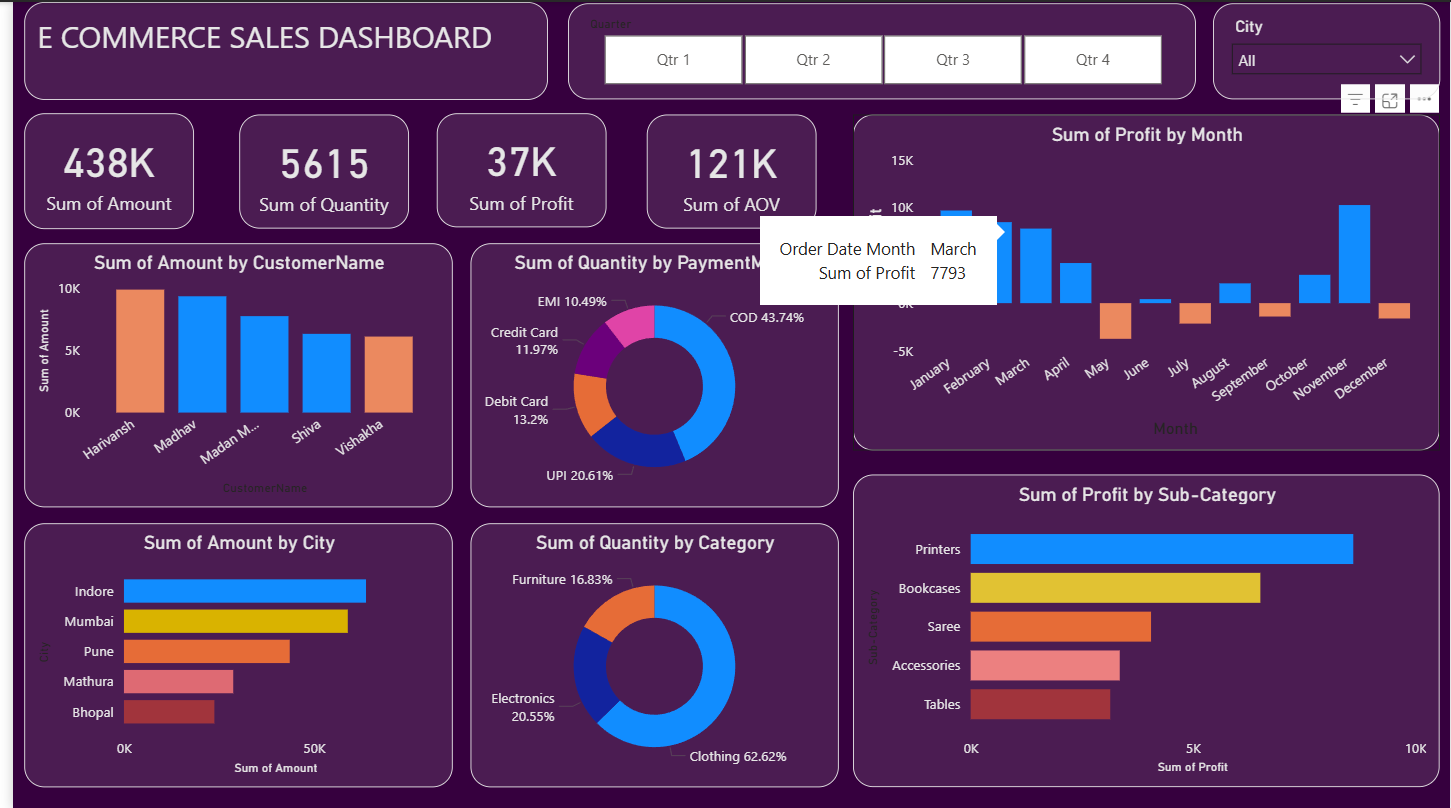 E COMMERCE SALES DASHBOARD
Quarter
Qtr 1
Qtr 2
Qtr 3
Qtr 4
City
All
438K
Sum of Amount
5615
Sum of Quantity
37K
Sum of Profit
121K
Sum of AOV
Sum of Profit by Month
15K
10K
0K
-5K
January
February
March
April
May
June
July
August
September
October
November
December
Month
Order Date Month March
Sum of Profit 7793
Sum of Amount by CustomerName
Sum of Amount
10K
5K
0K
Harivansh
Madhav
Madan M...
Shiva
Vishakha
CustomerName
Sum of Quantity by PaymentM
EMI 10.49%
COD 43.74%
Credit Card
11.97%
Debit Card
13.2%
UPI 20.61%
Sum of Profit by Sub-Category
Sub-Category
Printers
Bookcases
Saree
Accessories
Tables
0K
5K
10K
Sum of Profit
Sum of Amount by City
City
Indore
Mumbai
Pune
Mathura
Bhopal
0K
50K
Sum of Amount
Sum of Quantity by Category
Furniture 16.83%
Electronics
20.55%
Clothing 62.62%